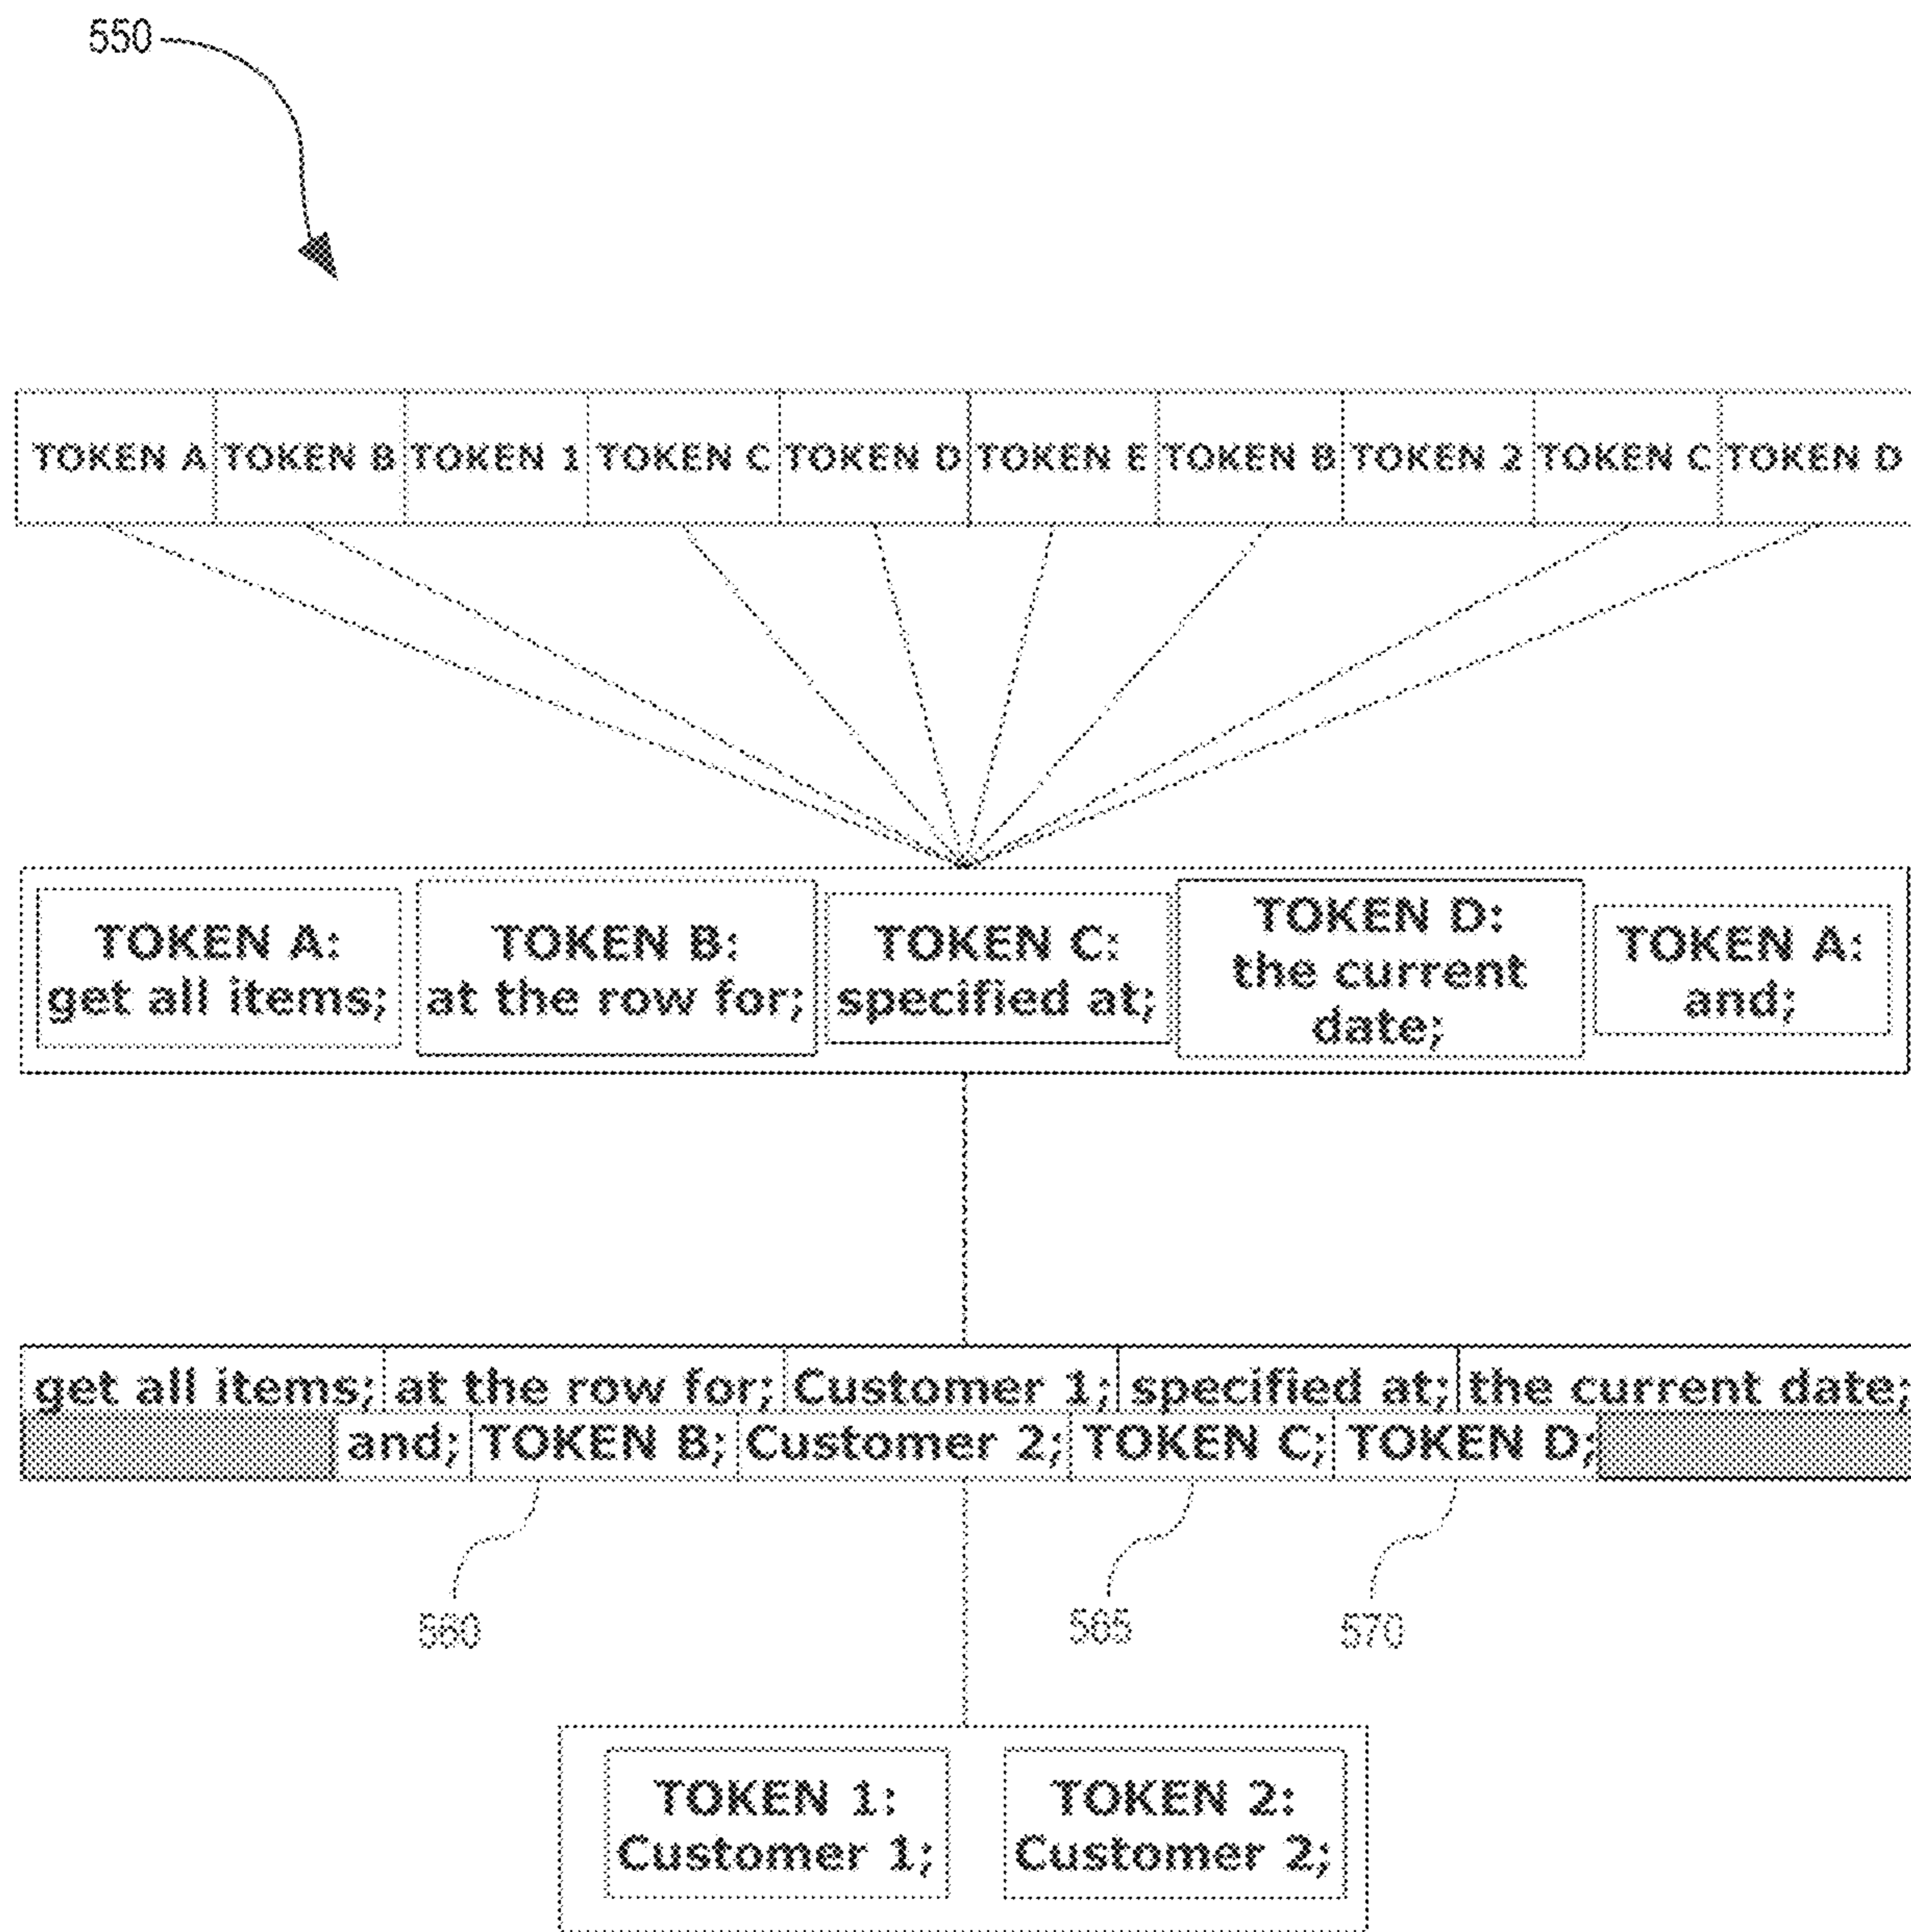 550
TOKEN A TOKEN B TOKEN 1 TOKEN C TOKEN D TOKEN E TOKEN B TOKEN 2 TOKEN C TOKEN D
TOKEN A:
get all items;
TOKEN B:
at the row for;
TOKEN C:
specified at;
TOKEN D:
the current
date;
TOKEN A:
and;
get all items; at the row for; Customer 1; specified at; the current date;
and; TOKEN B; Customer 2; TOKEN C; TOKEN D;
560 565 570
TOKEN 1:
Customer 1;
TOKEN 2:
Customer 2;